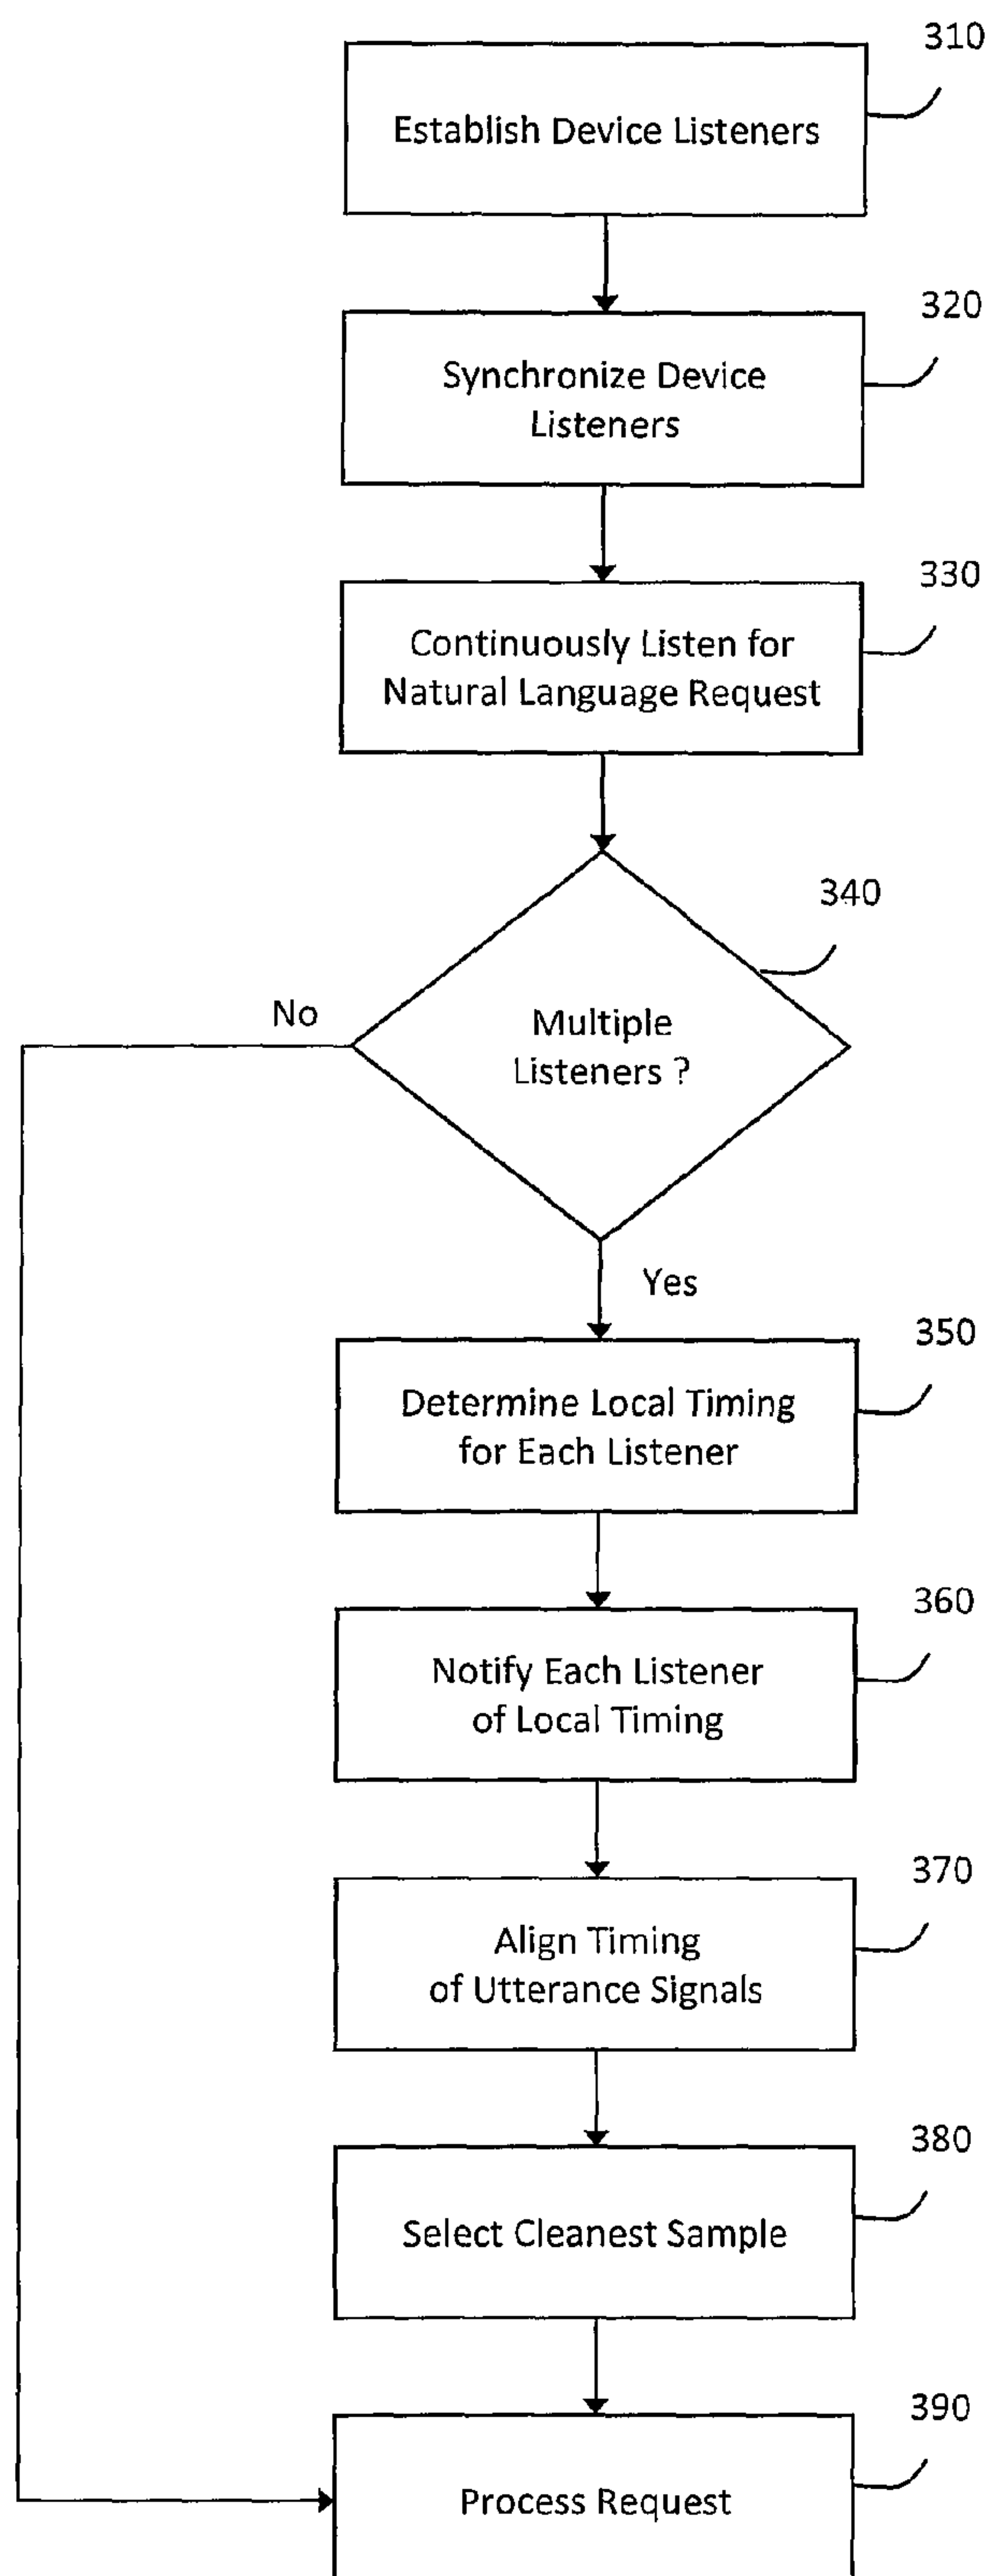 310
Establish Device Listeners
320
Synchronize Device
Listeners
330
Continuously Listen for
Natural Language Request
340
No
Multiple
Listeners ?
Yes
350
Determine Local Timing
for Each Listener
360
Notify Each Listener
of Local Timing
370
Align Timing
of Utterance Signals
380
Select Cleanest Sample
390
Process Request